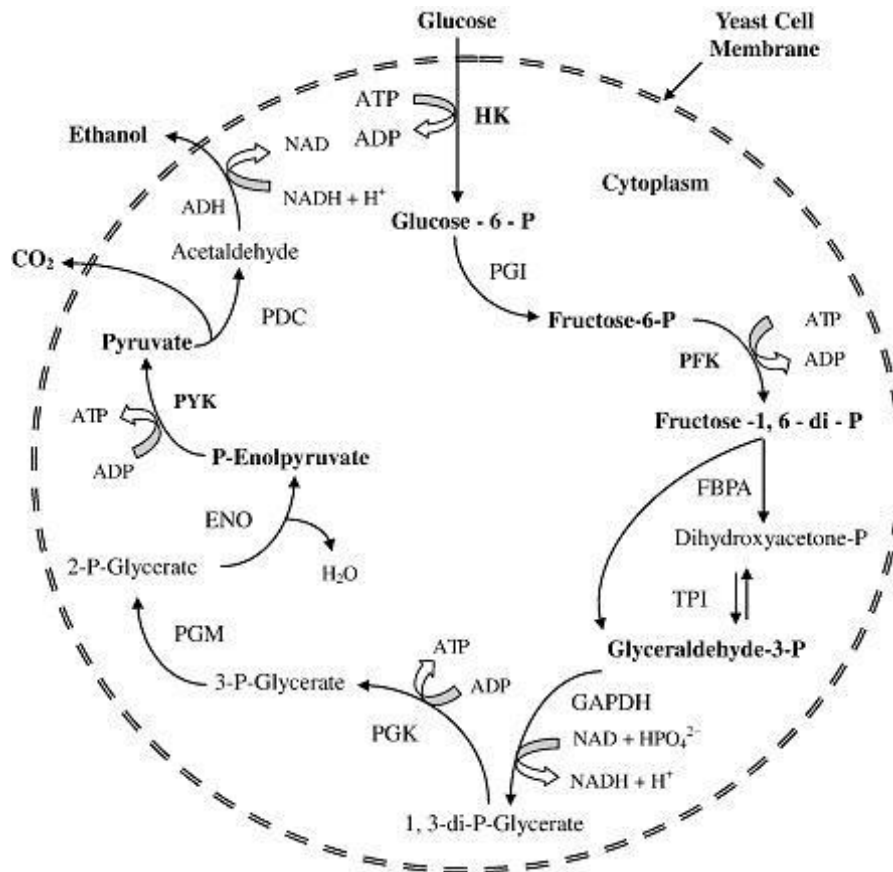 Glucose
Yeast Cell
Membrane
ATP
ADP
HK
Ethanol
NAD
NADH + H⁺
ADH
Cytoplasm
Glucose - 6 - P
Acetaldehyde
CO₂
PGI
PDC
Fructose-6-P
ATP
ADP
PFK
Pyruvate
PYK
ATP
ADP
Fructose -1, 6 - di - P
P-Enolpyruvate
FBPA
ENO
Dihydroxyacetone-P
H₂O
2-P-Glycerate
TPI
PGM
Glyceraldehyde-3-P
ATP
ADP
3-P-Glycerate
GAPDH
PGK
NAD + HPO₄²⁻
NADH + H⁺
1, 3-di-P-Glycerate